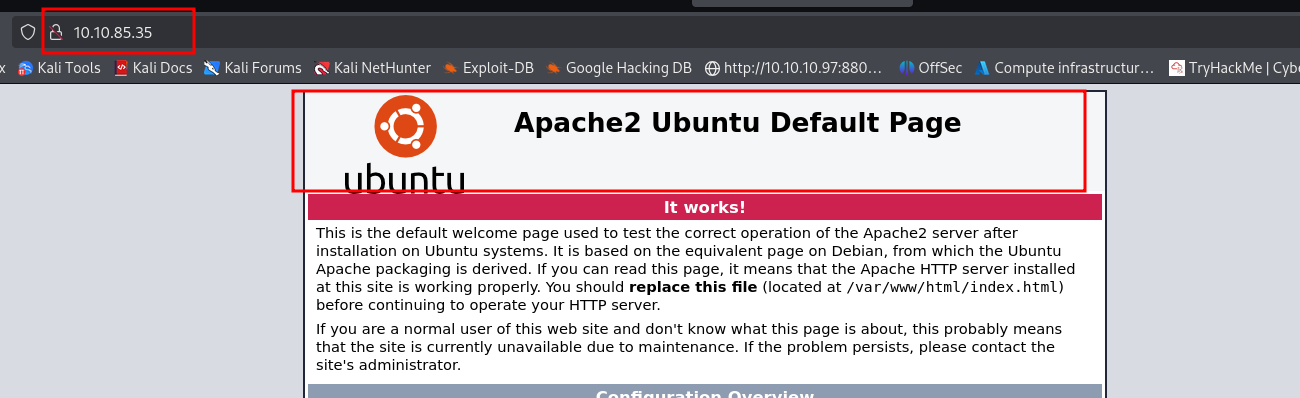 10.10.85.35
x Kali Tools Kali Docs Kali Forums Kali NetHunter Exploit-DB Google Hacking DB http://10.10.10.97:880... OffSec Compute infrastructur... TryHackMe | Cybe
Apache2 Ubuntu Default Page
ubuntu
It works!
This is the default welcome page used to test the correct operation of the Apache2 server after
installation on Ubuntu systems. It is based on the equivalent page on Debian, from which the Ubuntu
Apache packaging is derived. If you can read this page, it means that the Apache HTTP server installed
at this site is working properly. You should replace this file (located at /var/www/html/index.html)
before continuing to operate your HTTP server.
If you are a normal user of this web site and don't know what this page is about, this probably means
that the site is currently unavailable due to maintenance. If the problem persists, please contact the
site's administrator.
Configuration Overview